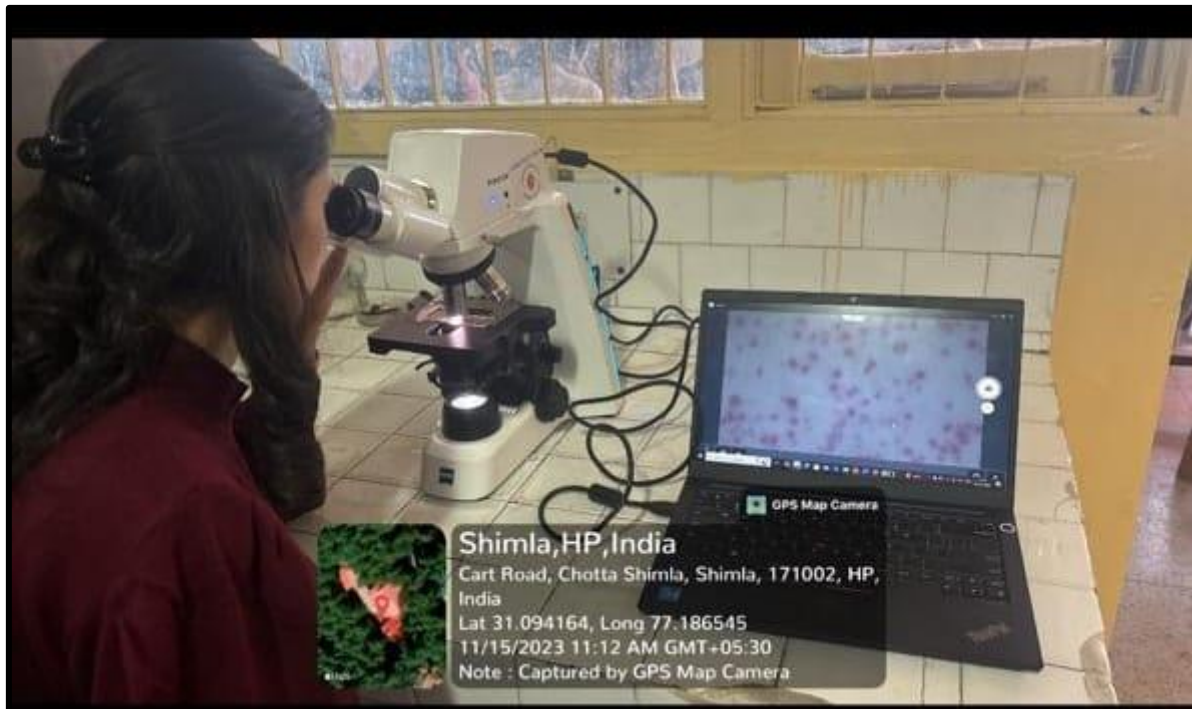 GPS Map Camera
Shimla,HP,India
Cart Road, Chotta Shimla, Shimla, 171002, HP,
India
Lat 31.094164, Long 77.186545
11/15/2023 11:12 AM GMT+05:30
Note : Captured by GPS Map Camera
ThinkPad